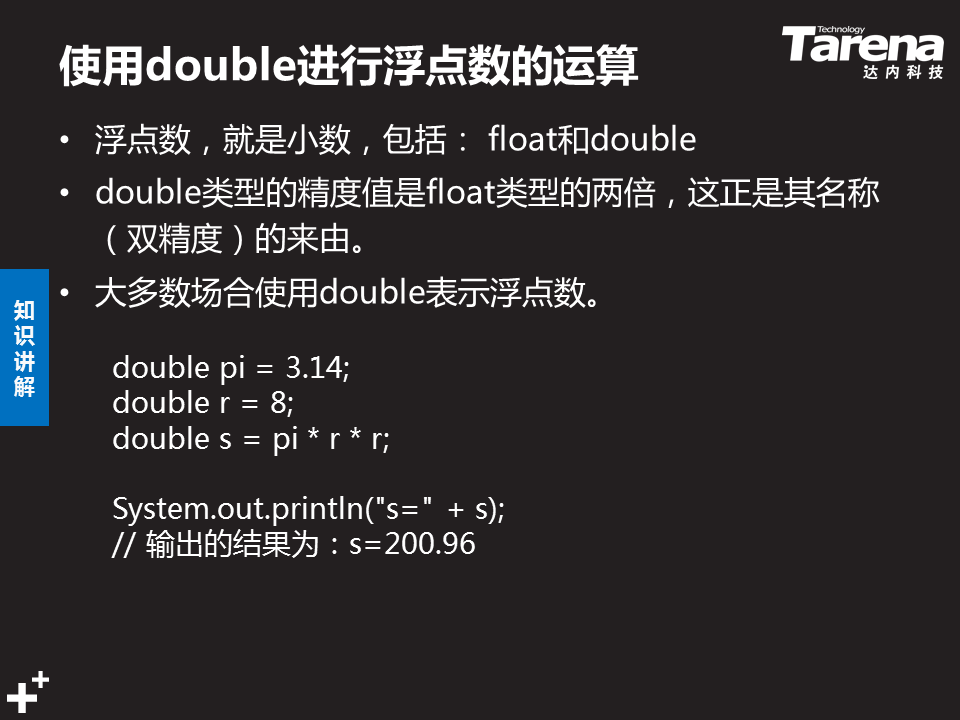 使用double进行浮点数的运算
Technology
Tarena
达内科技
• 浮点数，就是小数，包括： float和double
• double类型的精度值是float类型的两倍，这正是其名称
（双精度）的来由。
• 大多数场合使用double表示浮点数。
知
识
讲
解
double pi = 3.14;
double r = 8;
double s = pi * r * r;
System.out.println("s=" + s);
// 输出的结果为：s=200.96